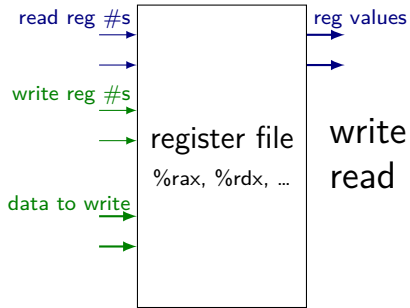 read reg #s
reg values
write reg #s
register file
write
%rax, %rdx, ...
read
data to write